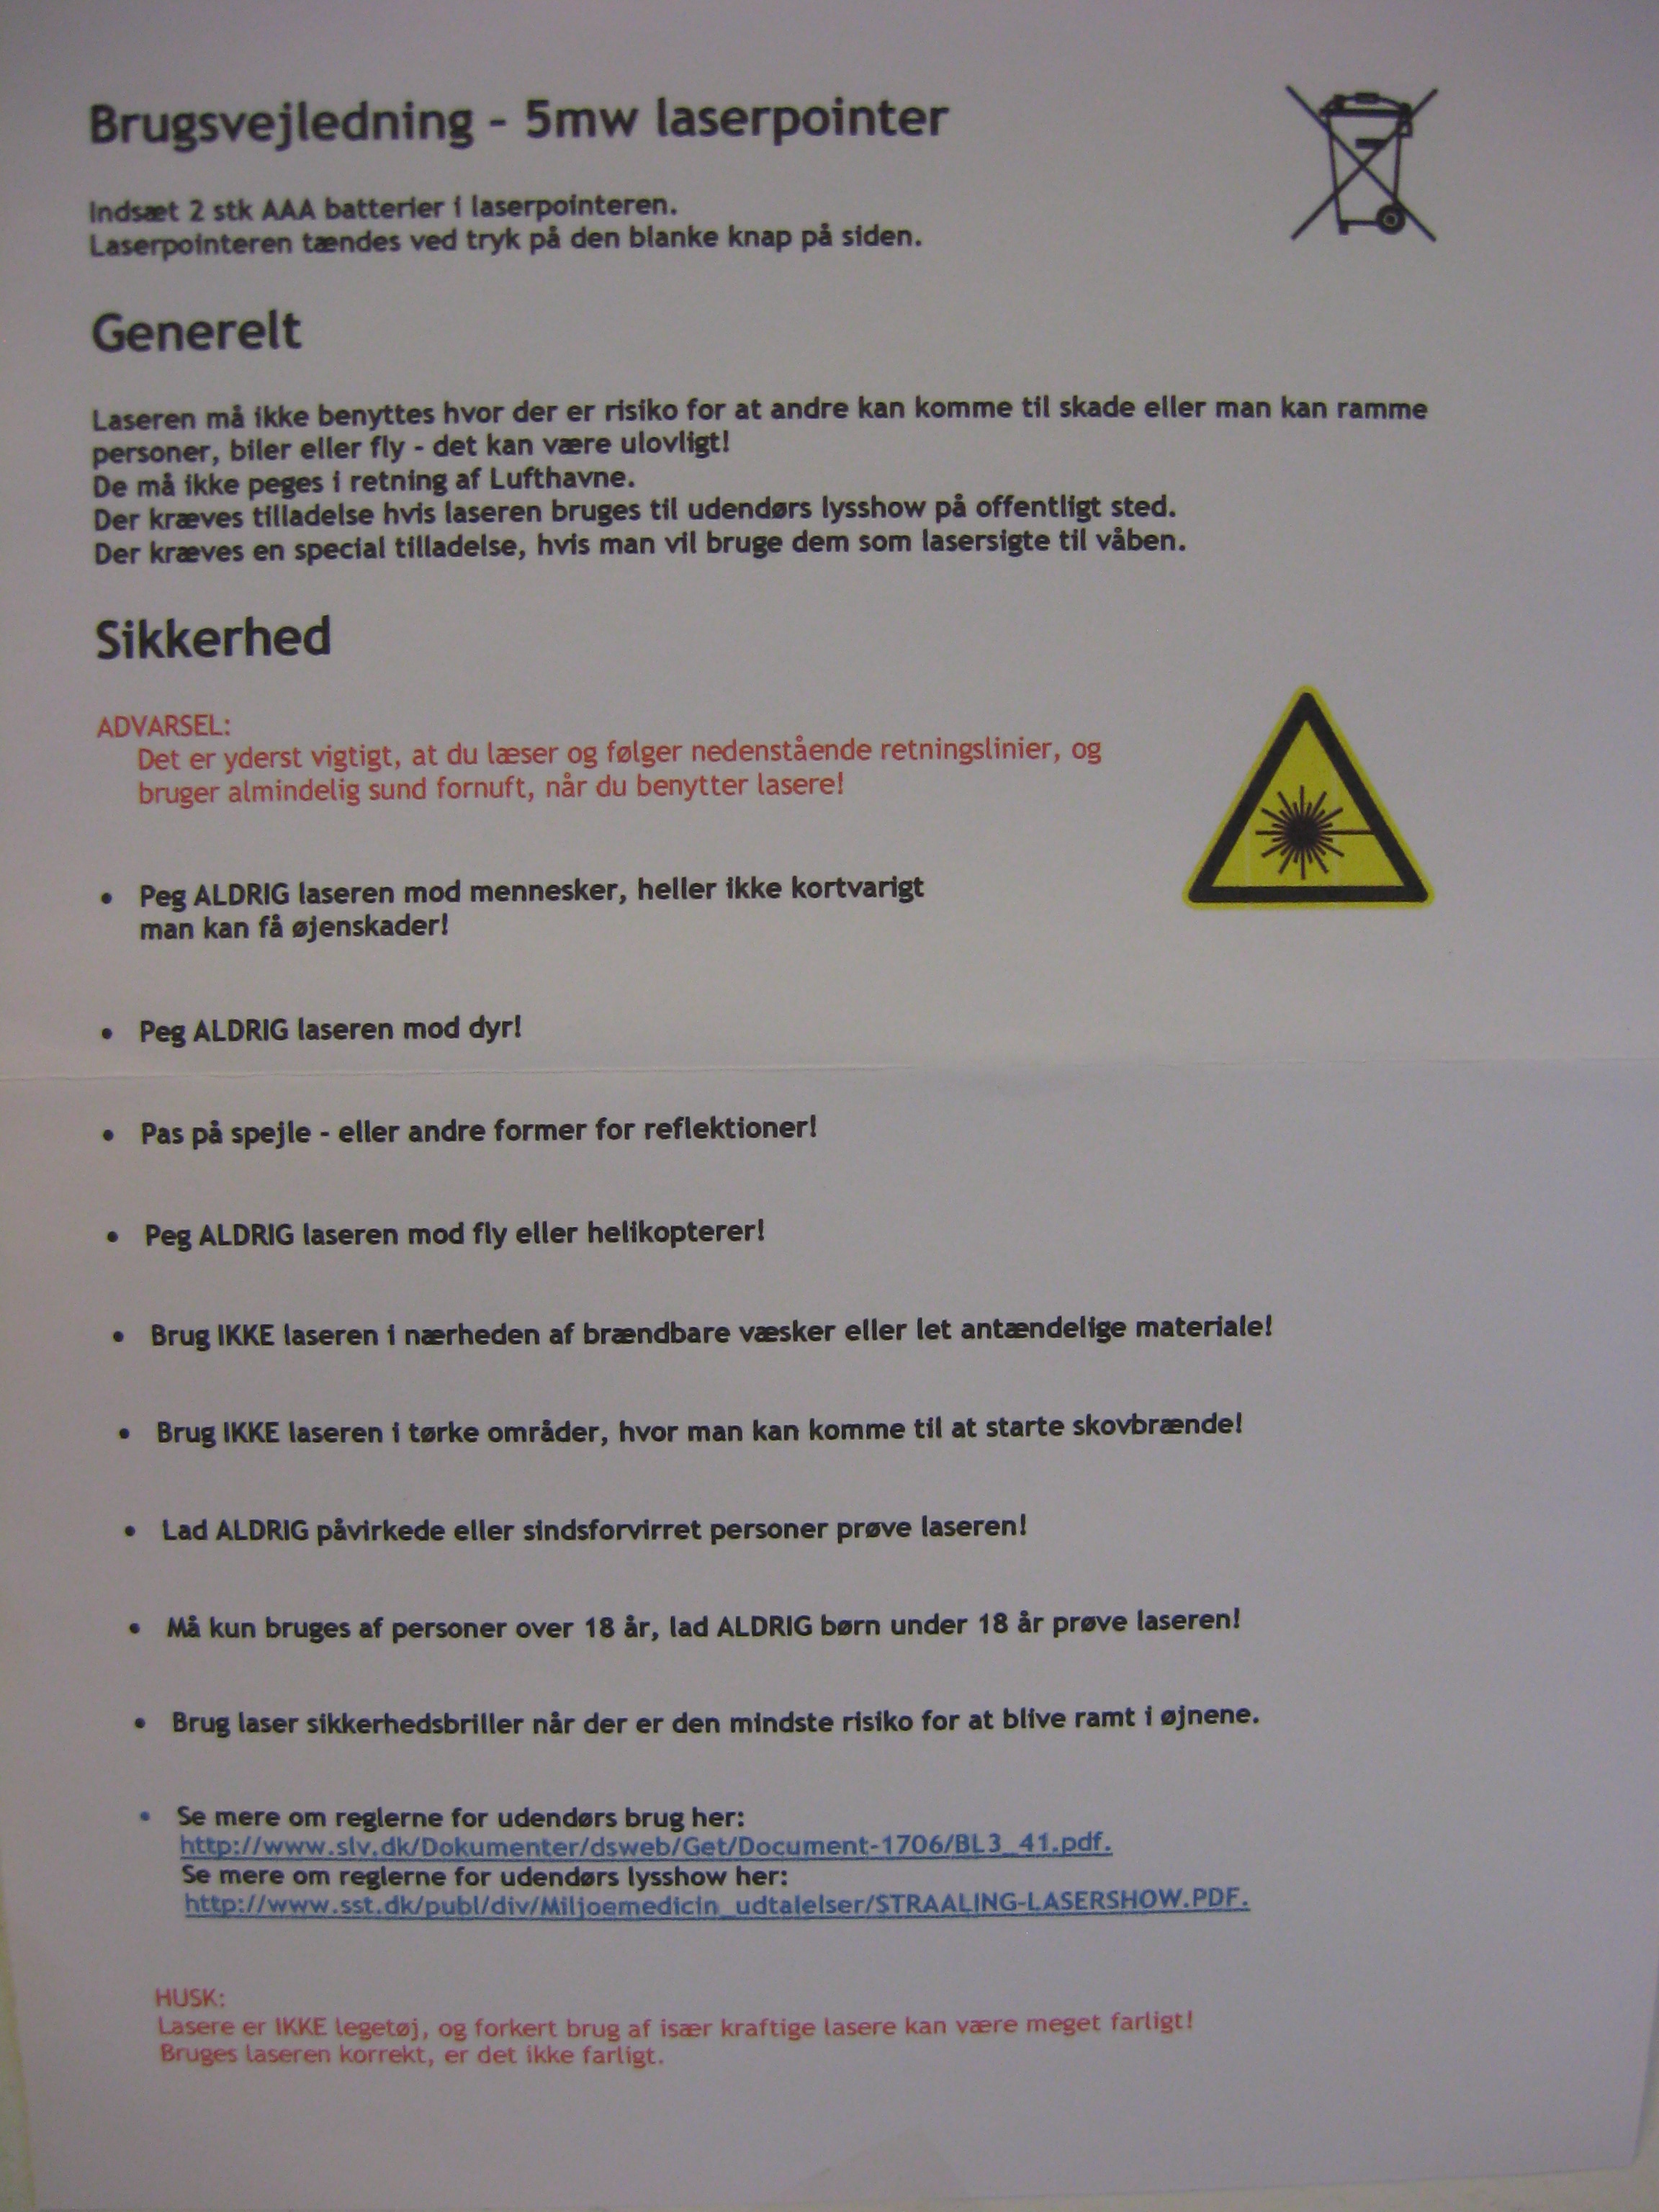 Brugsvejledning - 5mw laserpointer
Indsæt 2 stk AAA batterier i laserpointeren.
Laserpointeren tændes ved tryk på den blanke knap på siden.
Generelt
Laseren må ikke benyttes hvor der er risiko for at andre kan komme til skade eller man kan ramme
personer, biler eller fly - det kan være ulovligt!
De må ikke peges i retning af Lufthavne.
Der kræves tilladelse hvis laseren bruges til udendørs lysshow på offentligt sted.
Der kræves en special tilladelse, hvis man vil bruge dem som lasersigte til våben.
Sikkerhed
ADVARSEL:
Det er yderst vigtigt, at du læser og følger nedenstående retningslinier, og
bruger almindelig sund fornuft, når du benytter lasere!
• Peg ALDRIG laseren mod mennesker, heller ikke kortvarigt
man kan få øjenskader!
• Peg ALDRIG laseren mod dyr!
• Pas på spejle - eller andre former for reflektioner!
• Peg ALDRIG laseren mod fly eller helikopterer!
• Brug IKKE laseren i nærheden af brændbare væsker eller let antændelige materiale!
• Brug IKKE laseren i tørke områder, hvor man kan komme til at starte skovbrænde!
• Lad ALDRIG påvirkede eller sindsforvirret personer prøve laseren!
• Må kun bruges af personer over 18 år, lad ALDRIG børn under 18 år prøve laseren!
• Brug laser sikkerhedsbriller når der er den mindste risiko for at blive ramt i øjnene.
• Se mere om reglerne for udendørs brug her:
http://www.slv.dk/Dokumenter/dsweb/Get/Document-1706/BL3_41.pdf.
Se mere om reglerne for udendørs lysshow her:
http://www.sst.dk/publ/div/Miljoemedicin_udtalelser/STRAALING-LASERSHOW.PDF.
HUSK:
Lasere er IKKE legetøj, og forkert brug af især kraftige lasere kan være meget farligt!
Bruges laseren korrekt, er det ikke farligt.